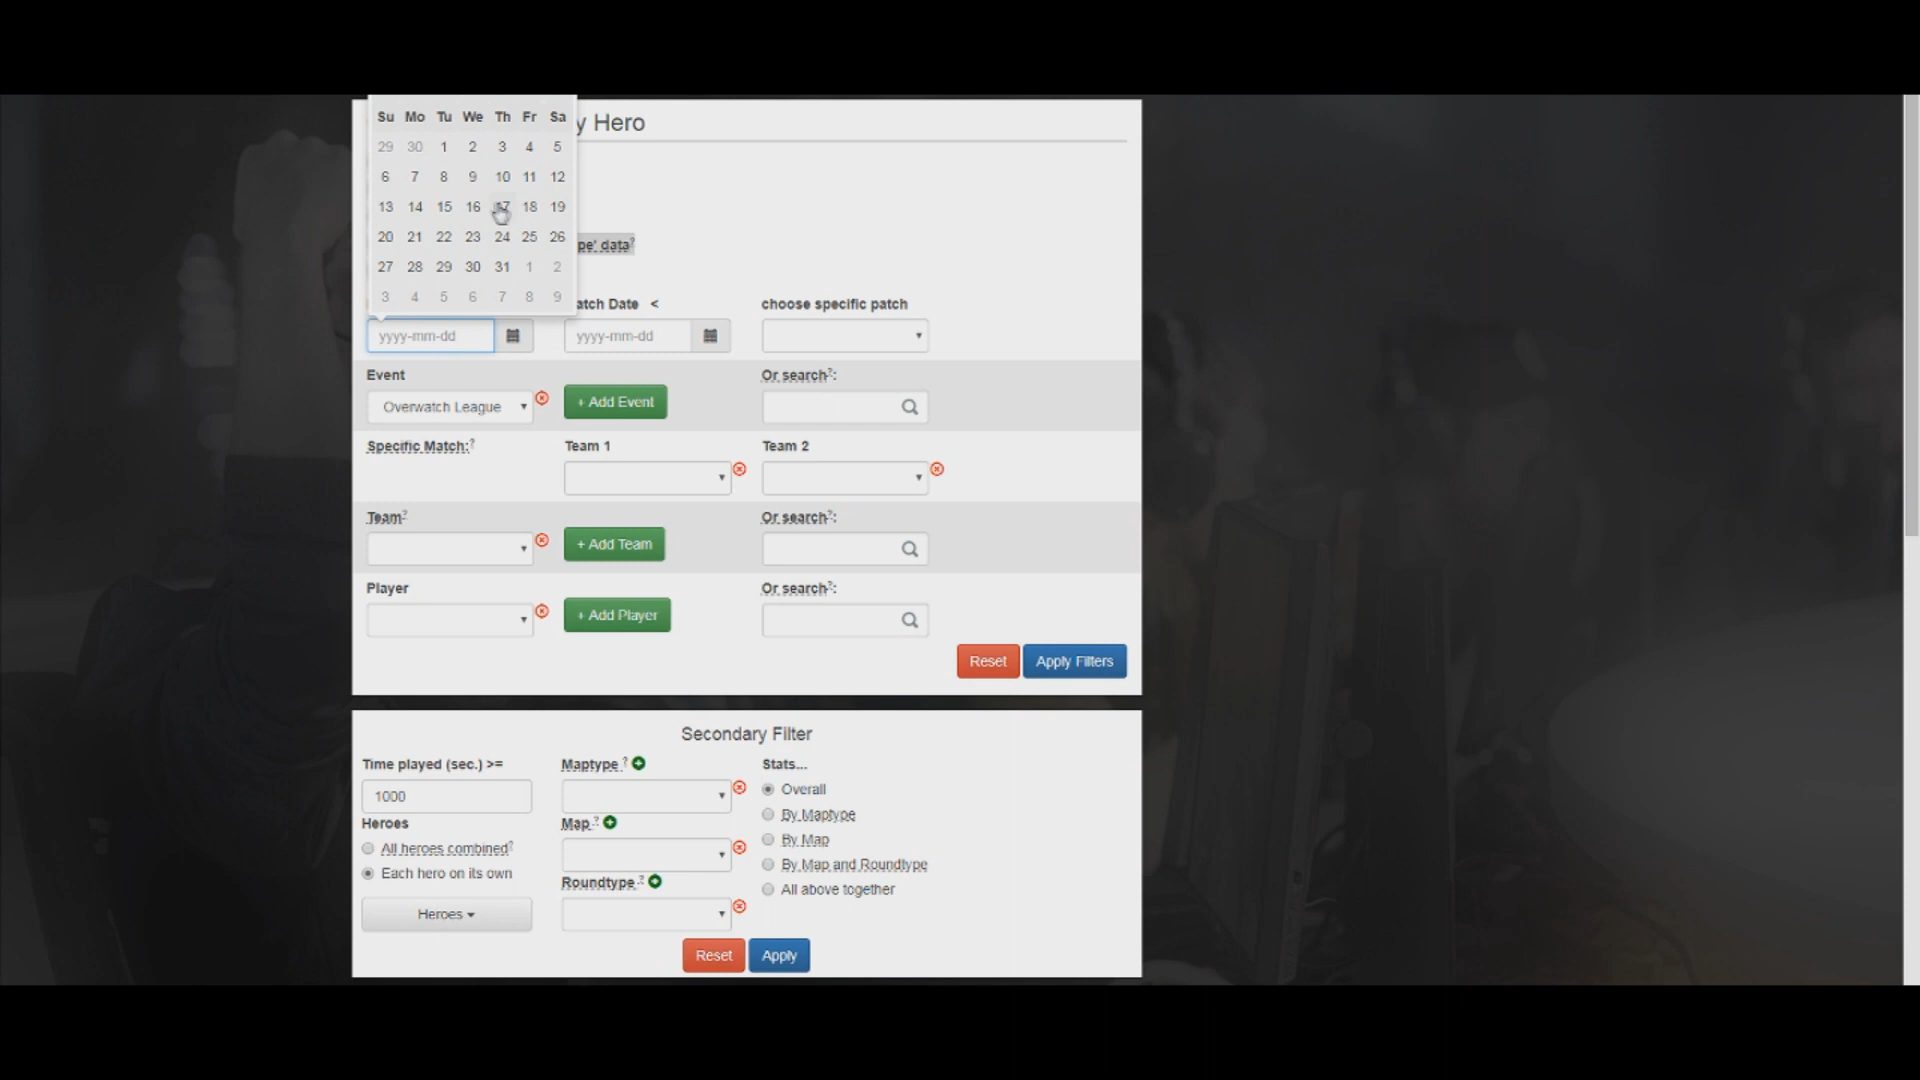 Su Mo Tu We Th Fr Sa
y Hero
29 30 1 2 3 4 5
6 7 8 9 10 11 12
13 14 15 16 17 18 19
20 21 22 23 24 25 26
pe' data?
27 28 29 30 31 1 2
3 4 5 6 7 8 9
atch Date < choose specific patch
yyyy-mm-dd yyyy-mm-dd
Event Or search?:
Overwatch League + Add Event
Specific Match:? Team 1 Team 2
Team? Or search?:
+ Add Team
Player Or search?:
+ Add Player
Reset Apply Filters
Secondary Filter
Time played (sec.) >= Maptype ? Stats...
1000 Overall
By Maptype
Heroes Map ?
By Map
All heroes combined?
By Map and Roundtype
Each hero on its own
Roundtype ?
All above together
Heroes
Reset Apply